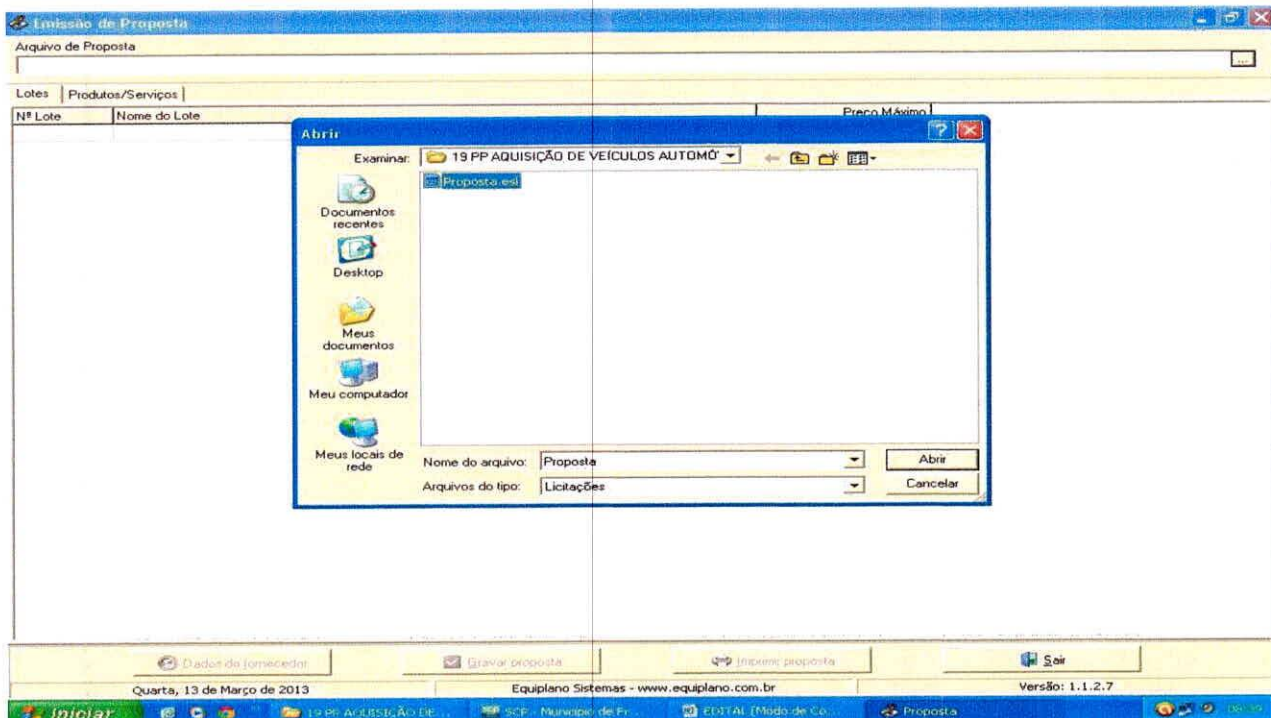 Emissão de Proposta
Arquivo de Proposta
...
Lotes Produtos/Serviços
Nº Lote Nome do Lote Preço Máximo
Abrir
Examinar: 19 PP AQUISIÇÃO DE VEÍCULOS AUTOMÓ
Proposta.esl
Documentos
recentes
Desktop
Meus
documentos
Meu computador
Meus locais de
rede
Nome do arquivo: Proposta Abrir
Arquivos do tipo: Licitações Cancelar
Dados do fornecedor Gravar proposta Imprimir proposta Sair
Quarta, 13 de Março de 2013 Equiplano Sistemas - www.equiplano.com.br Versão: 1.1.2.7
Iniciar 19 PP AQUISIÇÃO DE ... SCP - Município de Fr... EDITAL [Modo de Co... Proposta